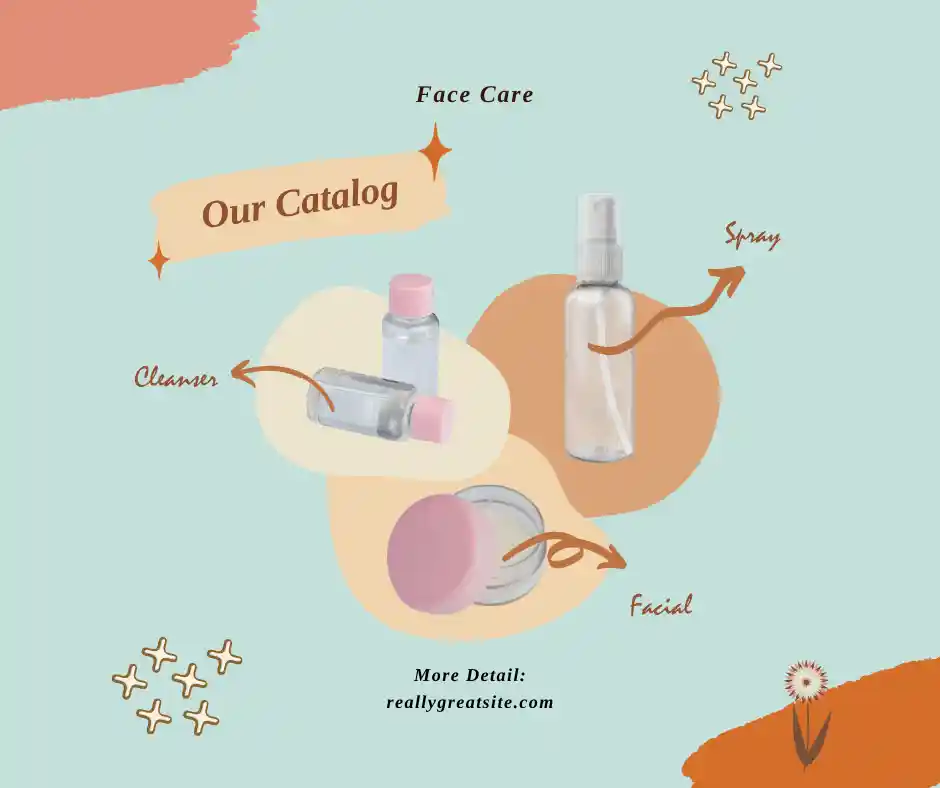 Face Care
Our Catalog
Spray
Cleanser
Facial
More Detail:
reallygreatsite.com